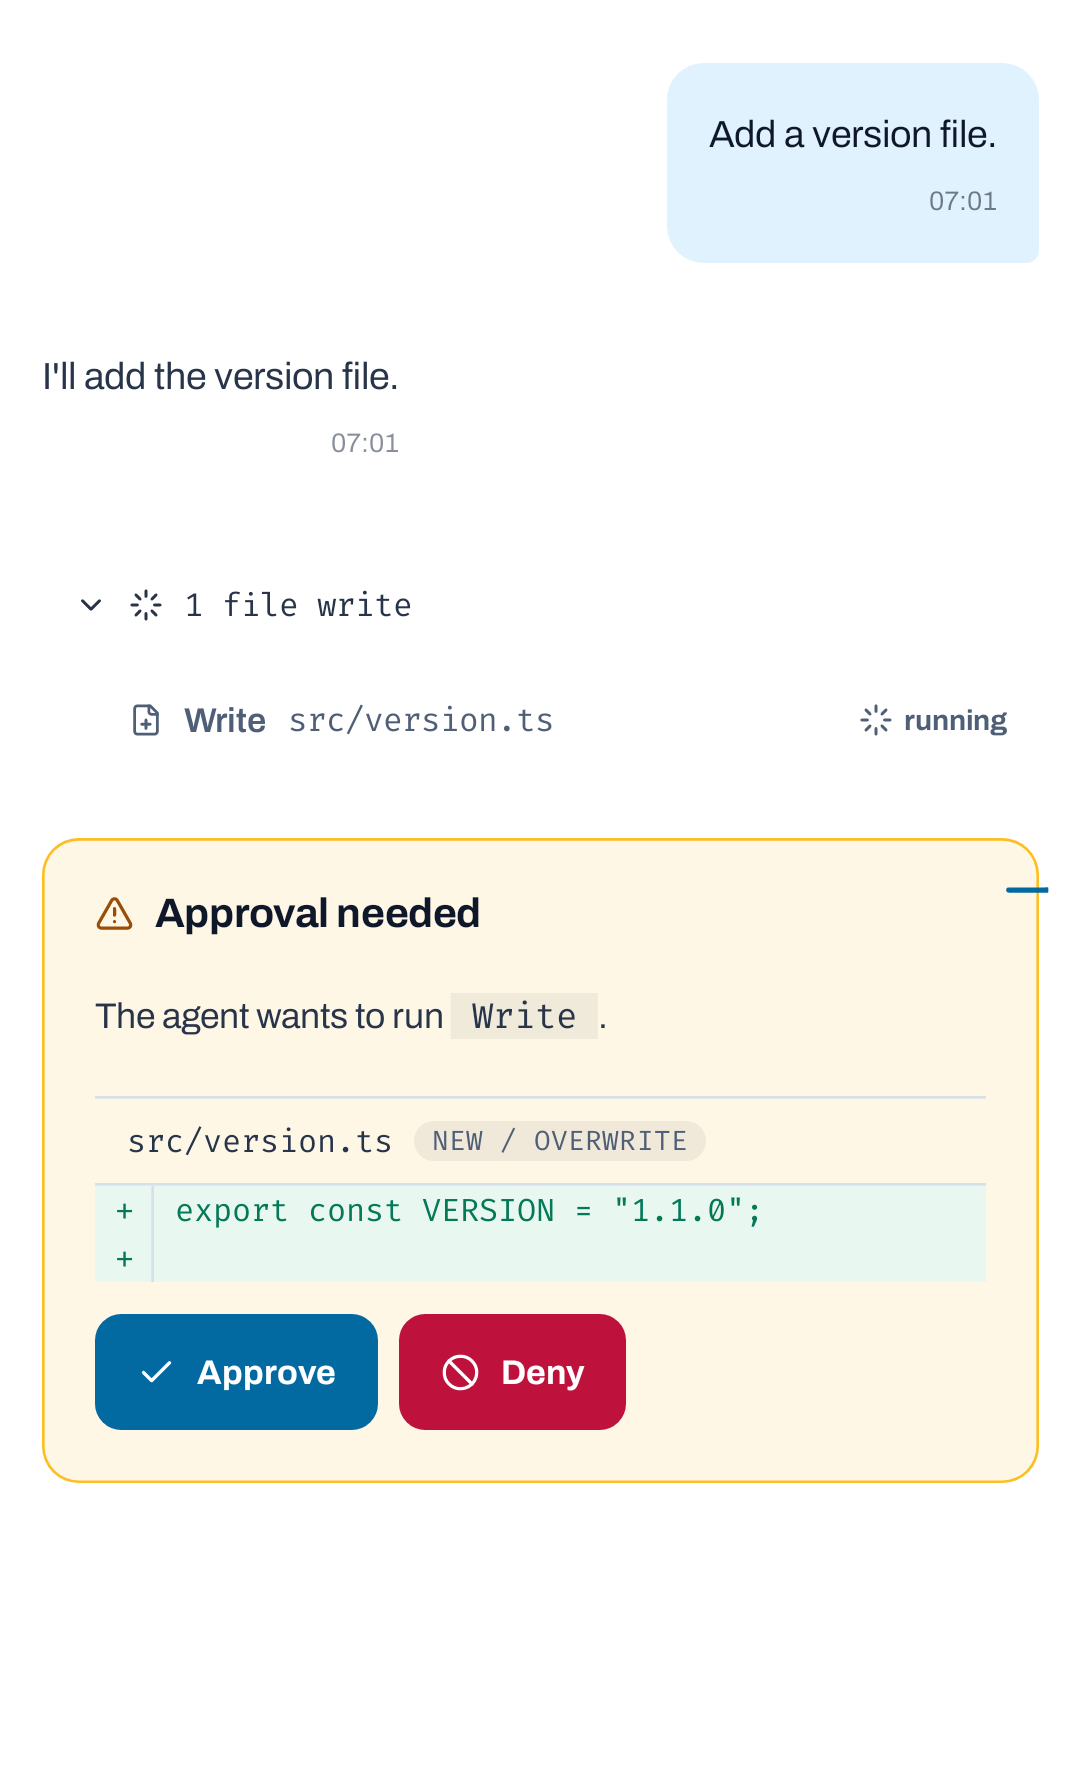 Add a version file.
07:01
I'll add the version file.
07:01
1 file write
Write src/version.ts running
Approval needed
The agent wants to run Write .
src/version.ts NEW / OVERWRITE
+ export const VERSION = "1.1.0";
+
Approve Deny